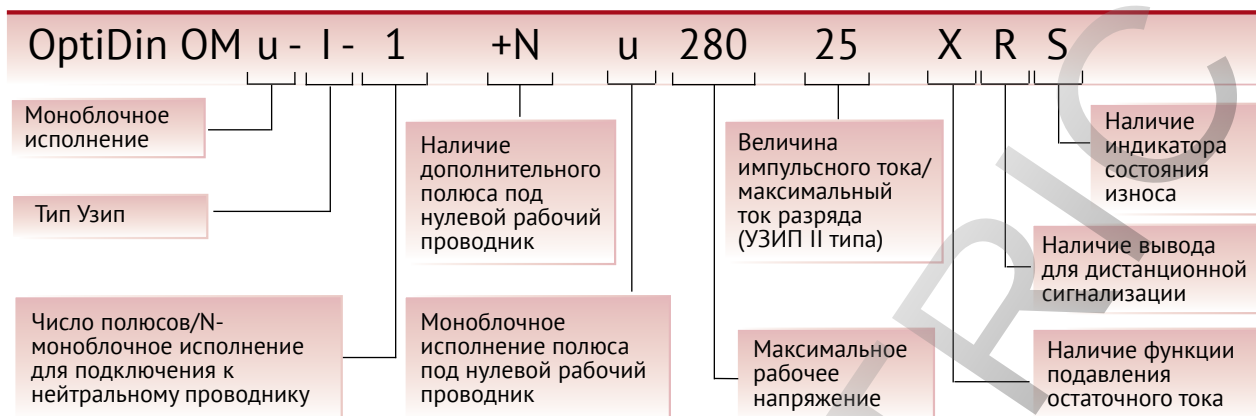 OptiDin OM u - I - 1 +N u 280 25 X R S
Моноблочное
исполнение
Тип Узип
Число полюсов/N-
моноблочное исполнение
для подключения к
нейтральному проводнику
Наличие
дополнительного
полюса под
нулевой рабочий
проводник
Моноблочное
исполнение полюса
под нулевой рабочий
проводник
Величина
импульсного тока/
максимальный
ток разряда
(УЗИП II типа)
Максимальное
рабочее
напряжение
Наличие
индикатора
состояния
износа
Наличие вывода
для дистанционной
сигнализации
Наличие функции
подавления
остаточного тока
TRIC